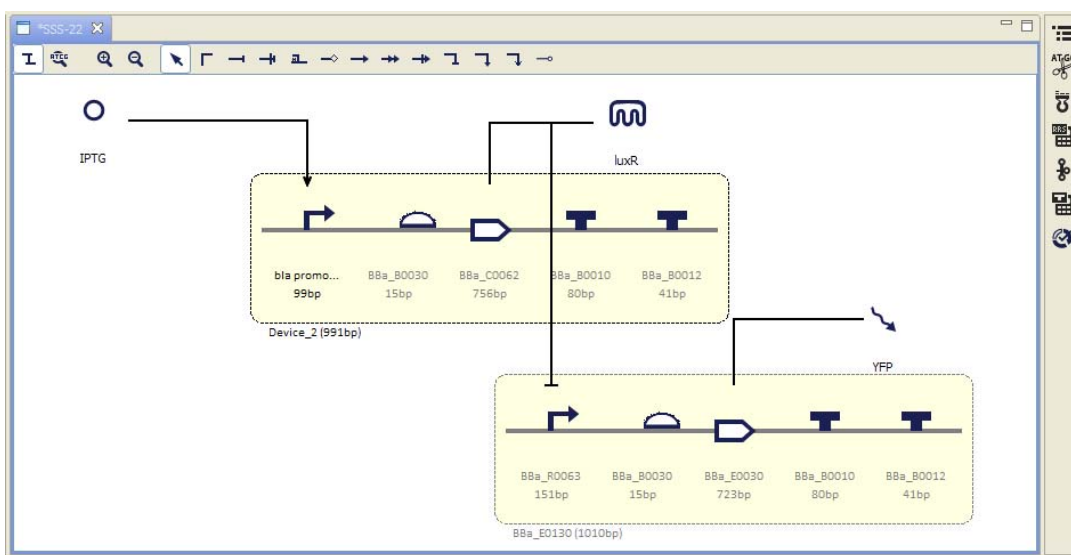 *SSS-22
IPTG
luxR
bla promo... BBa_B0030 BBa_C0062 BBa_B0010 BBa_B0012
99bp 15bp 756bp 80bp 41bp
Device_2 (991bp)
YFP
BBa_R0063 BBa_B0030 BBa_E0030 BBa_B0010 BBa_B0012
151bp 15bp 723bp 80bp 41bp
BBa_E0130 (1010bp)